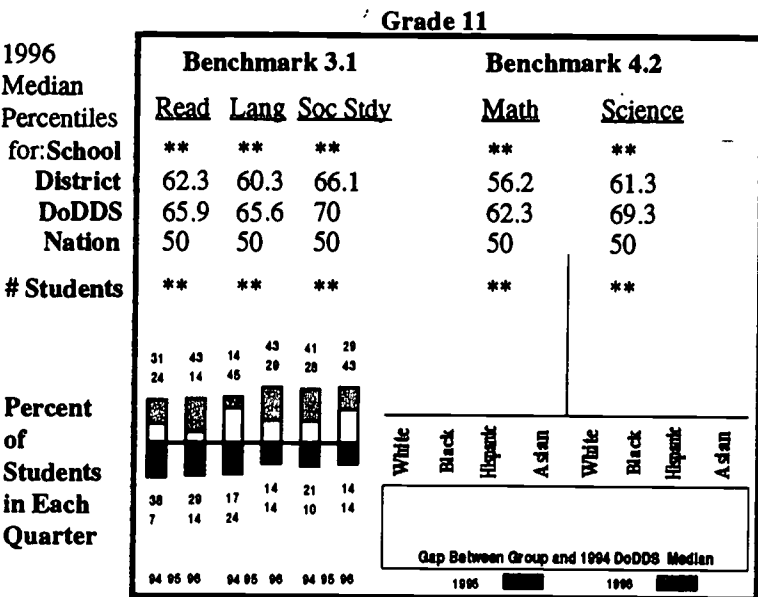 Grade 11
1996
Median
Percentiles
for:School
District
DoDDS
Nation
# Students
Benchmark 3.1 Benchmark 4.2
Read Lang Soc Stdy Math Science
** ** ** ** **
62.3 60.3 66.1 56.2 61.3
65.9 65.6 70 62.3 69.3
50 50 50 50 50
** ** ** ** **
Percent
of
Students
in Each
Quarter
31 43 14 43 41 29
24 14 45 29 28 43
38 29 17 14 21 14
7 14 24 14 10 14
94 95 96 94 95 96 94 95 96
White Black Hispanic Asian White Black Hispanic Asian
Gap Between Group and 1994 DoDDS Median
1995 1996